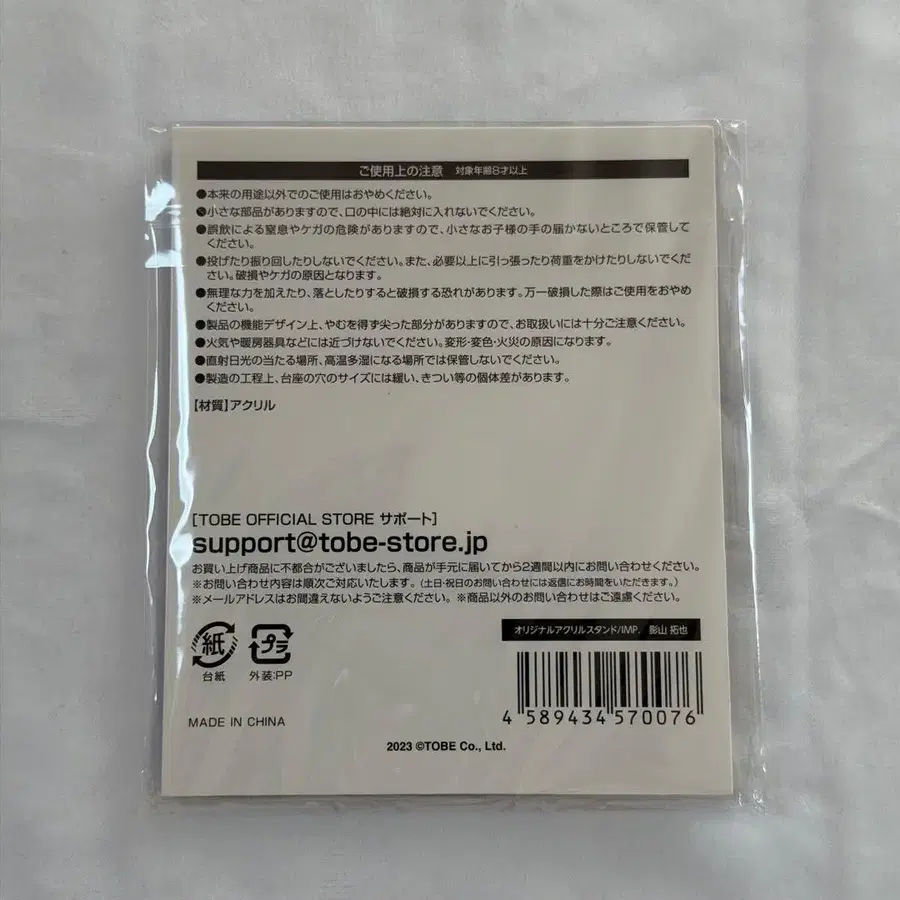 ご使用上の注意 対象年齢8才以上
●本来の用途以外でのご使用はおやめください。
●小さな部品がありますので、口の中には絶対に入れないでください。
●誤飲による窒息やケガの危険がありますので、小さなお子様の手の届かないところで保管して
ください。
●投げたり振り回したりしないでください。また、必要以上に引っ張ったり荷重をかけたりしないでくだ
さい。破損やケガの原因となります。
●無理な力を加えたり、落としたりすると破損する恐れがあります。万一破損した際はご使用をおやめ
ください。
●製品の機能デザイン上、やむを得ず尖った部分がありますので、お取扱いには十分ご注意ください。
●火気や暖房器具などには近づけないでください。変形・変色・火災の原因になります。
●直射日光の当たる場所、高温多湿になる場所では保管しないでください。
●製造の工程上、台座の穴のサイズには緩い、きつい等の個体差があります。
【材質】アクリル
[TOBE OFFICIAL STORE サポート]
support@tobe-store.jp
お買い上げ商品に不都合がございましたら、商品が手元に届いてから2週間以内にお問い合わせください。
※お問い合わせ内容は順次ご対応いたします。(土日・祝日のお問い合わせには返信にお時間をいただきます。)
※メールアドレスはお間違えないようご注意ください。※商品以外のお問い合わせはご遠慮ください。
オリジナルアクリルスタンド/IMP. 影山 拓也
紙 プラ
台紙 外装:PP
4 589434 570076
MADE IN CHINA
2023 ©TOBE Co., Ltd.